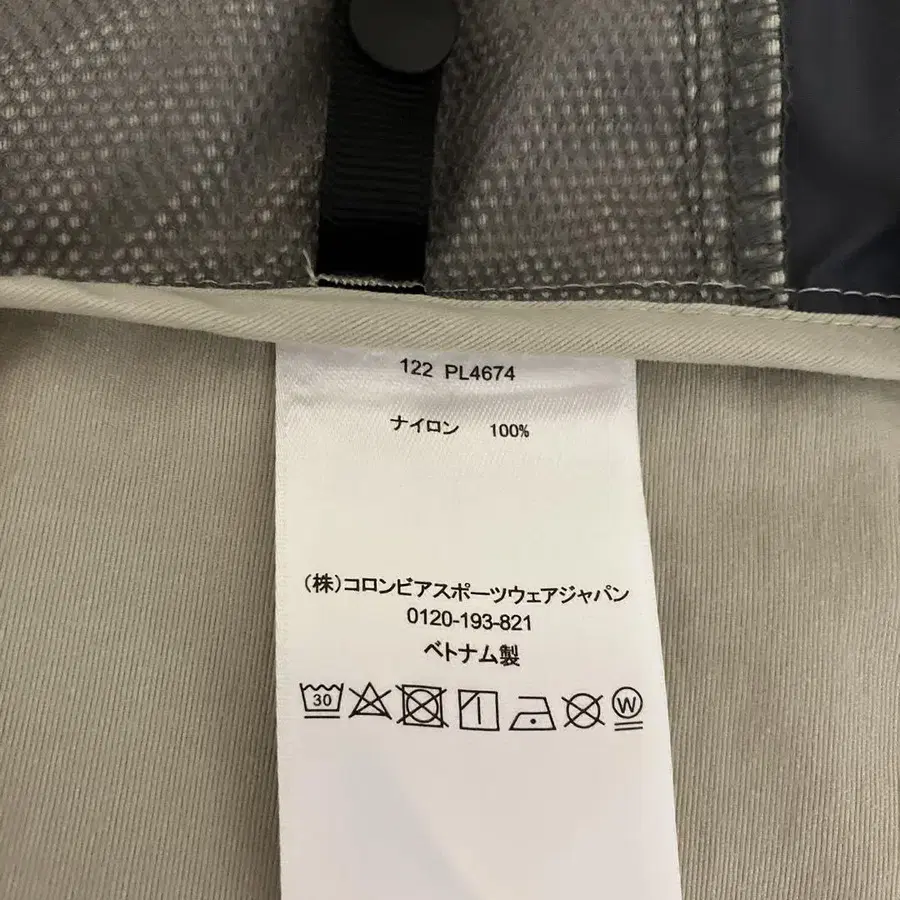 122 PL4674
ナイロン 100%
(株)コロンビアスポーツウェアジャパン
0120-193-821
ベトナム製
30
W